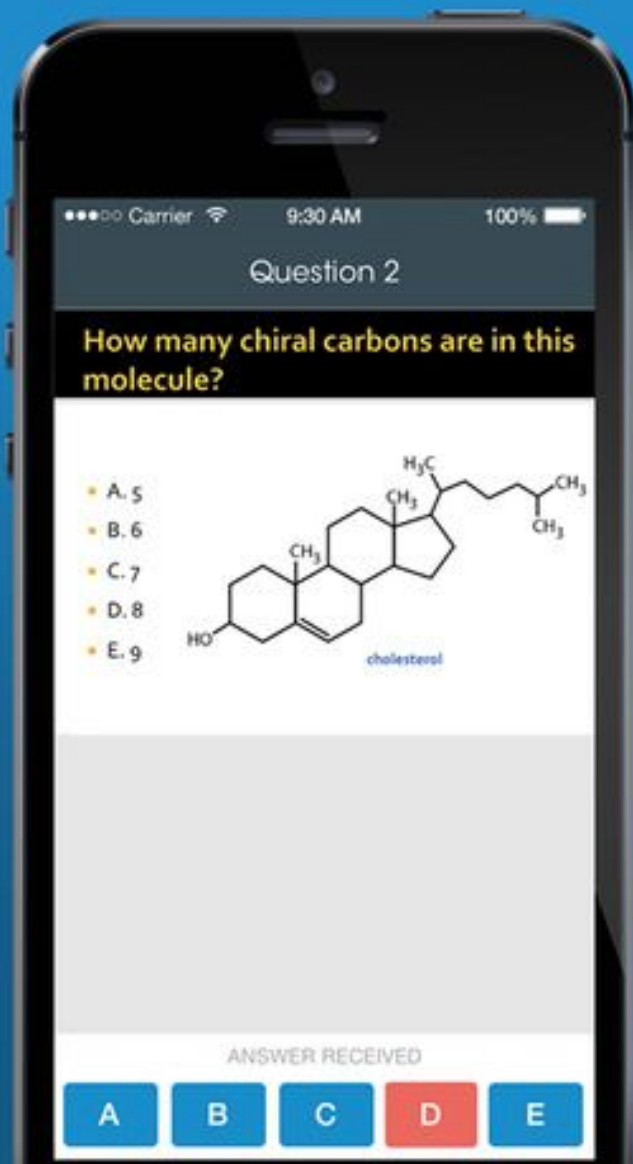 ●●●○○ Carrier 9:30 AM 100%
Question 2
How many chiral carbons are in this
molecule?
• A. 5
• B. 6
• C. 7
• D. 8
• E. 9
H₃C
CH₃
CH₃
CH₃
CH₃
HO
cholesterol
ANSWER RECEIVED
A B C D E